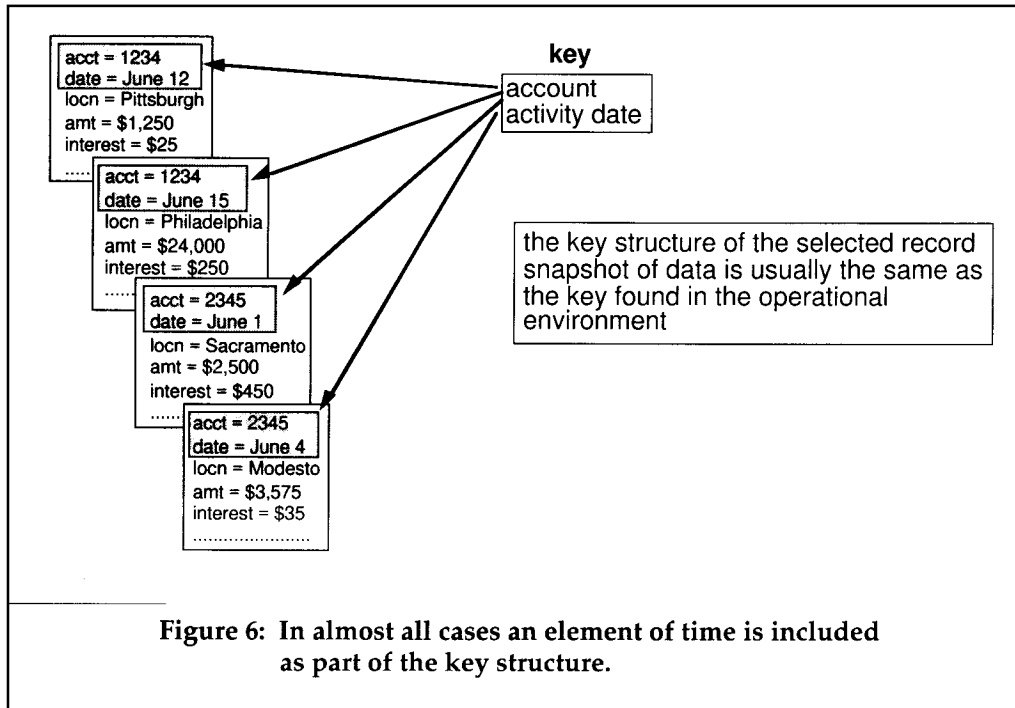 acct = 1234
date = June 12
locn = Pittsburgh
amt = $1,250
interest = $25
.....
acct = 1234
date = June 15
locn = Philadelphia
amt = $24,000
interest = $250
.....
acct = 2345
date = June 1
locn = Sacramento
amt = $2,500
interest = $450
.....
acct = 2345
date = June 4
locn = Modesto
amt = $3,575
interest = $35
......................
key
account
activity date
the key structure of the selected record
snapshot of data is usually the same as
the key found in the operational
environment
Figure 6: In almost all cases an element of time is included
as part of the key structure.